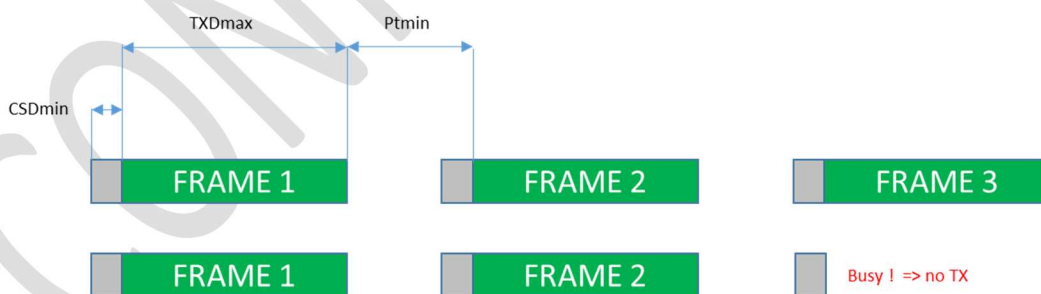 TXDmax
Ptmin
CSDmin
FRAME 1
FRAME 2
FRAME 3
FRAME 1
FRAME 2
Busy ! => no TX